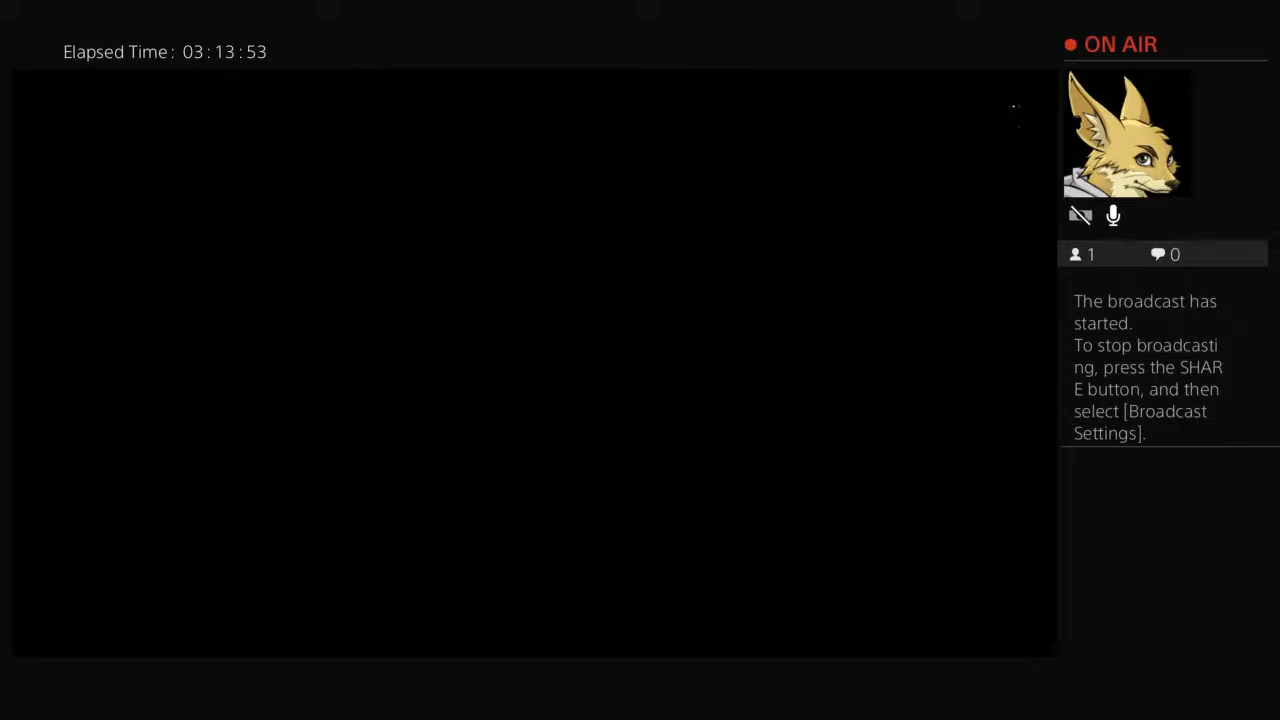 Elapsed Time: 03:13:53
ON AIR
1 0
The broadcast has
started.
To stop broadcasti
ng, press the SHAR
E button, and then
select [Broadcast
Settings].